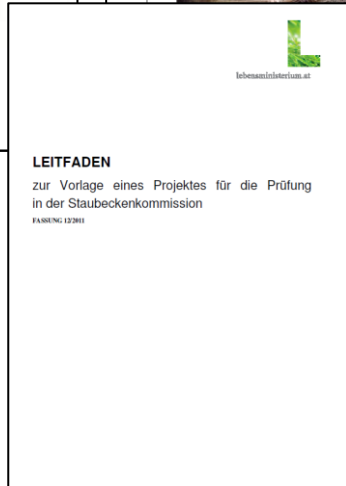 lebensministerium.at
LEITFADEN
zur Vorlage eines Projektes für die Prüfung
in der Staubeckenkommission
FASSUNG 12/2011